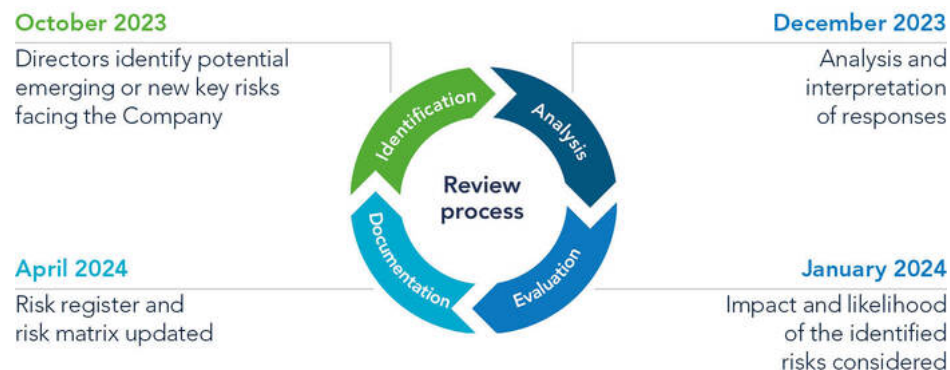 October 2023
Directors identify potential
emerging or new key risks
facing the Company
December 2023
Analysis and
interpretation
of responses
Identification
Analysis
Review
process
Documentation
Evaluation
April 2024
Risk register and
risk matrix updated
January 2024
Impact and likelihood
of the identified
risks considered